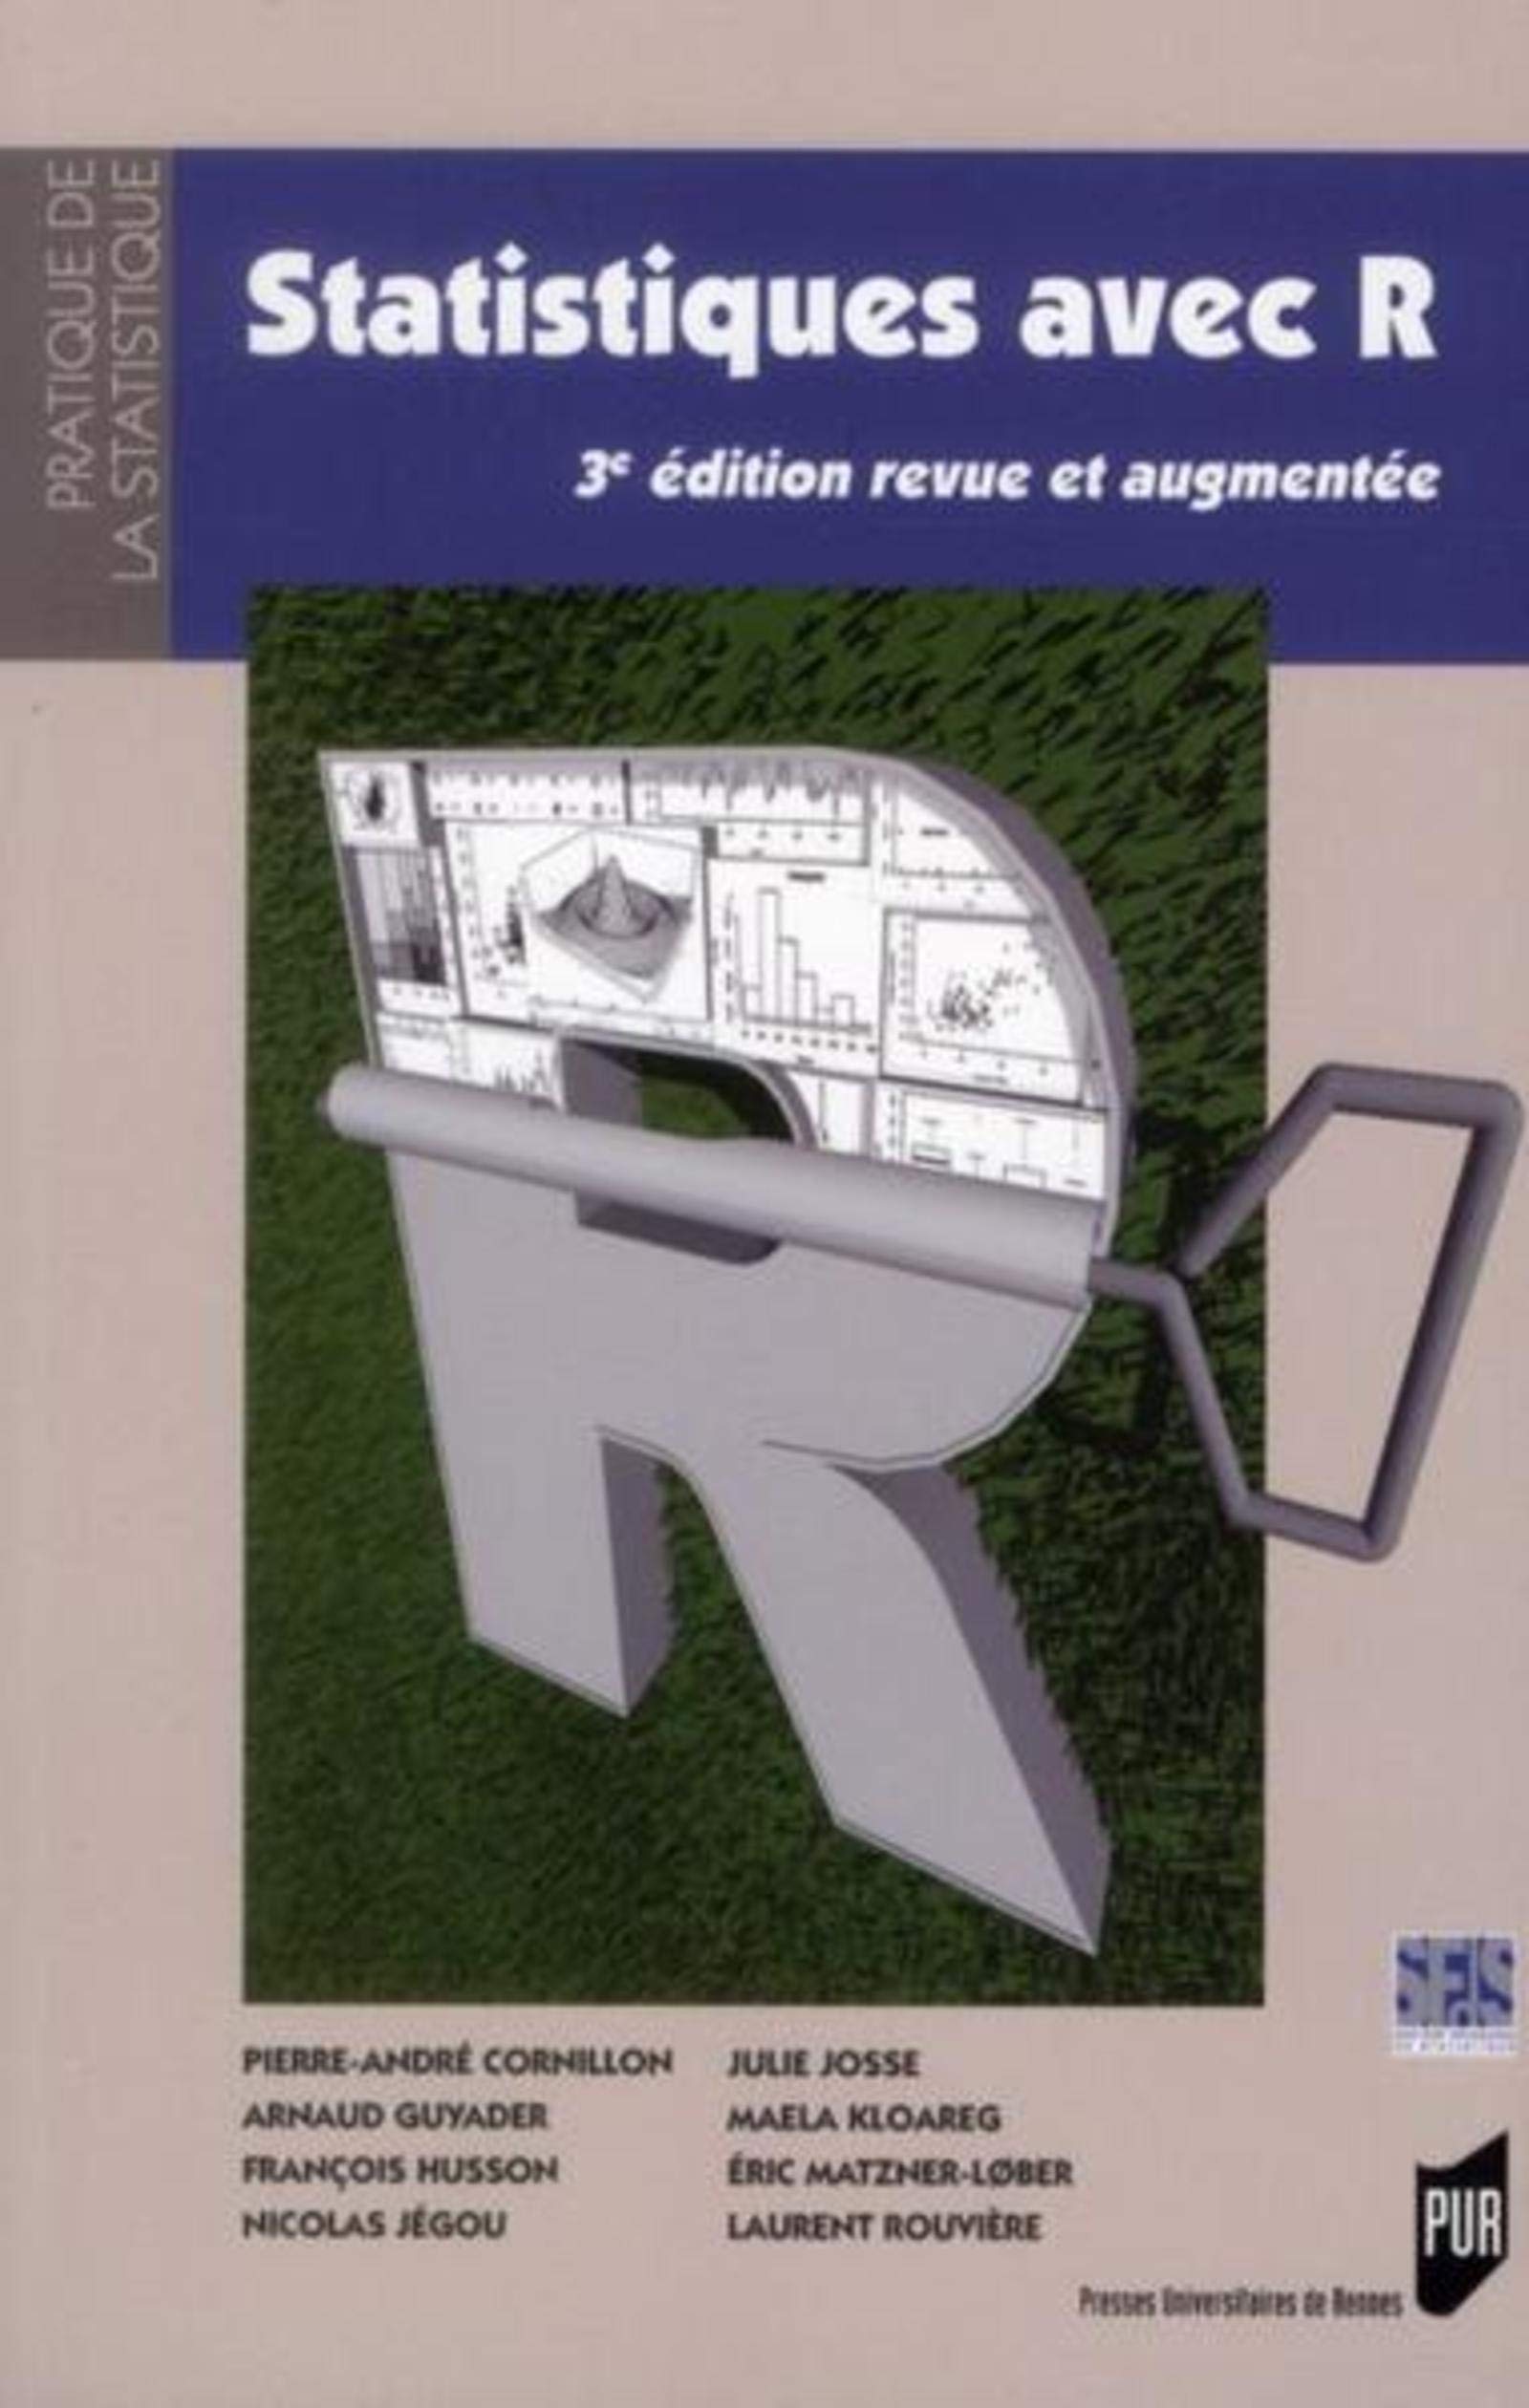 PRATIQUE DE
LA STATISTIQUE
Statistiques avec R
3e édition revue et augmentée
PIERRE-ANDRÉ CORNILLON
ARNAUD GUYADER
FRANÇOIS HUSSON
NICOLAS JÉGOU
JULIE JOSSE
MAELA KLOAREG
ÉRIC MATZNER-LØBER
LAURENT ROUVIÈRE
SFdS
PUR
Presses Universitaires de Rennes